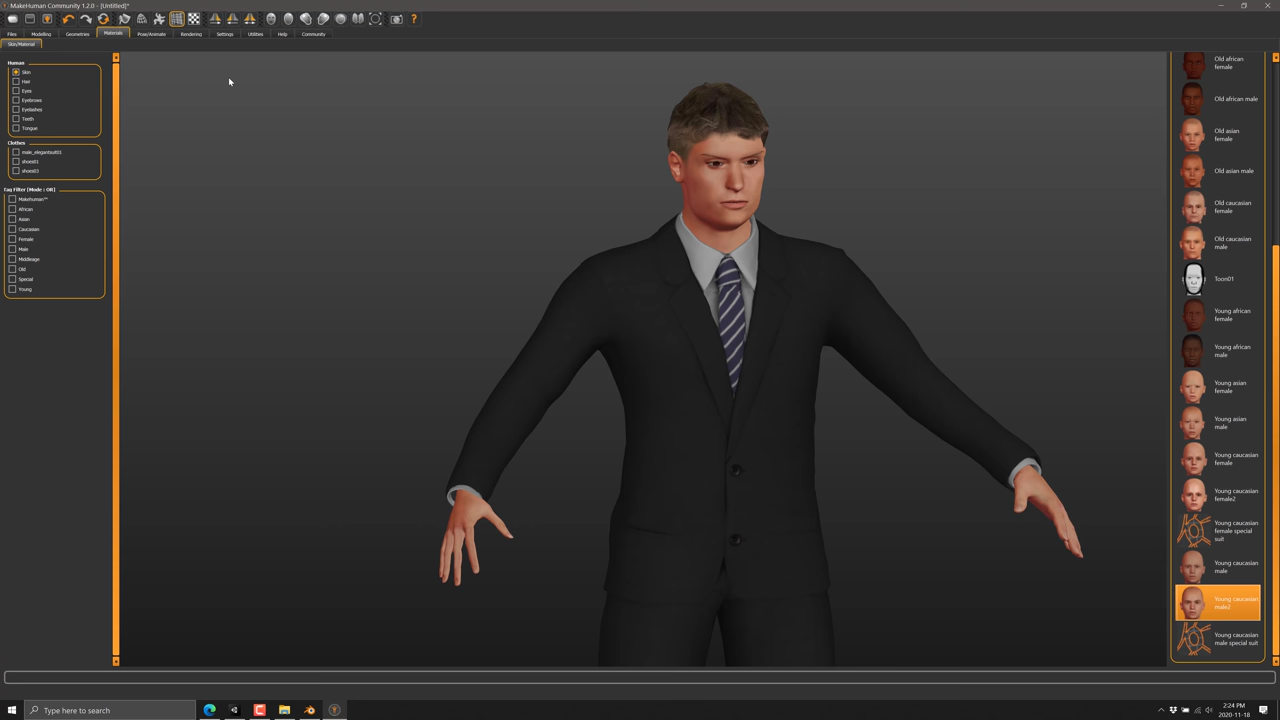 MakeHuman Community 1.2.0 - [Untitled]*
Files Modelling Geometries Materials Pose/Animate Rendering Settings Utilities Help Community
Skin/Material
Human
Skin
Hair
Eyes
Eyebrows
Eyelashes
Teeth
Tongue
Clothes
male_elegantsuit01
shoes01
shoes03
Tag Filter [Mode : OR]
Makehuman™
African
Asian
Caucasian
Female
Male
Middleage
Old
Special
Young
Old african
female
Old african male
Old asian
female
Old asian male
Old caucasian
female
Old caucasian
male
Toon01
Young african
female
Young african
male
Young asian
female
Young asian
male
Young caucasian
female
Young caucasian
female2
Young caucasian
female special
suit
Young caucasian
male
Young caucasian
male2
Young caucasian
male special suit
Type here to search
2:24 PM
2020-11-18